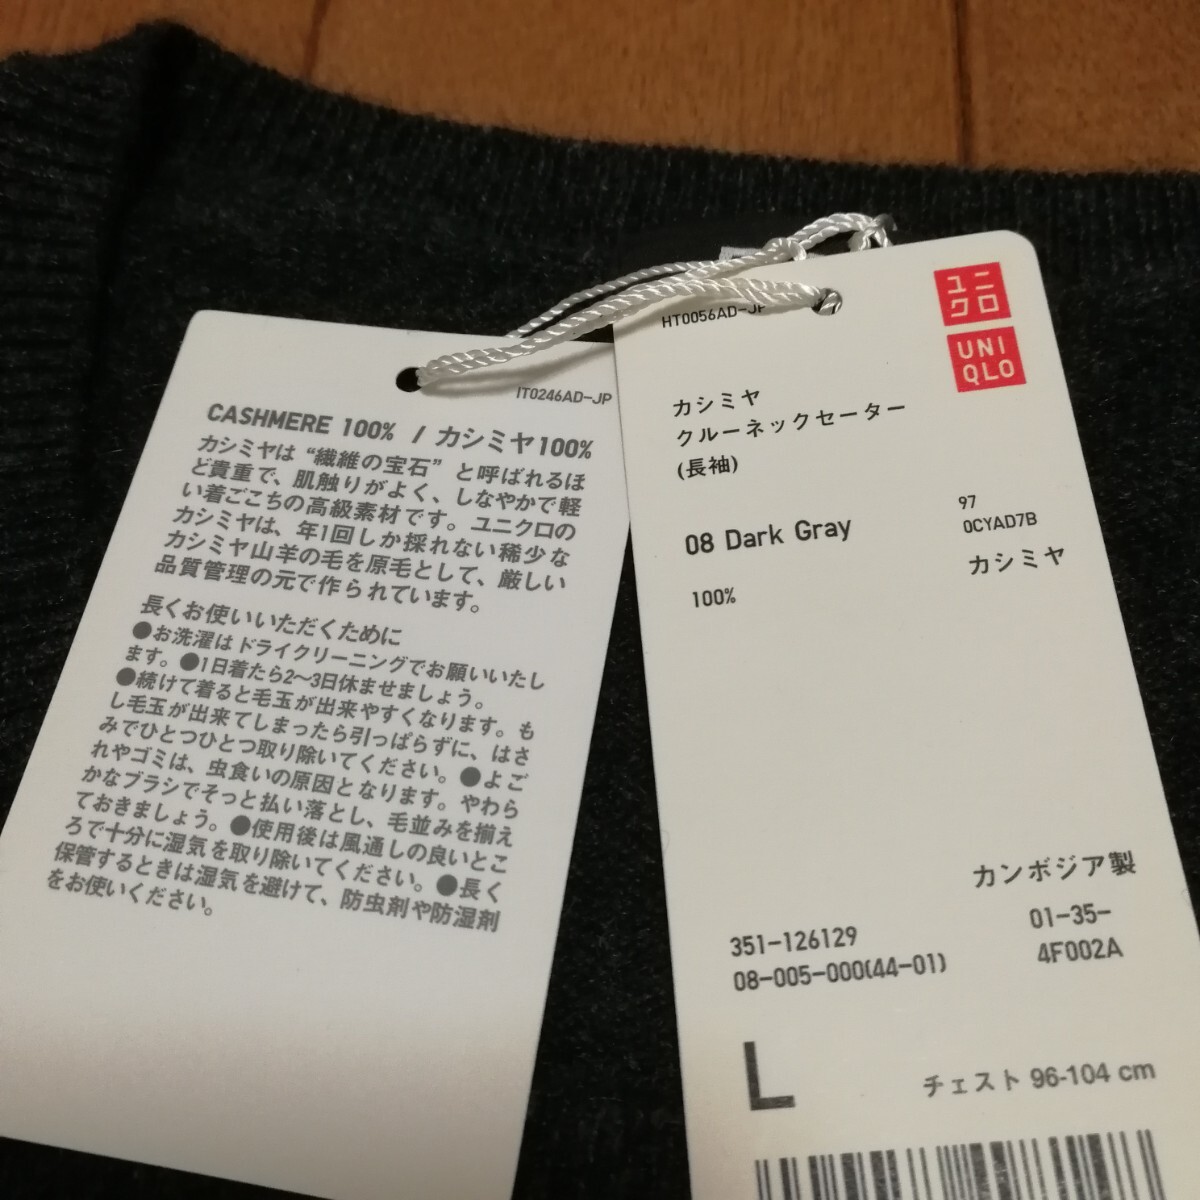 IT0246AD-JP
CASHMERE 100% / カシミヤ100%
カシミヤは“繊維の宝石”と呼ばれるほ
ど貴重で、肌触りがよく、しなやかで軽
い着ごこちの高級素材です。ユニクロの
カシミヤは、年1回しか採れない稀少な
カシミヤ山羊の毛を原毛として、厳しい
品質管理の元で作られています。
長くお使いいただくために
●お洗濯はドライクリーニングでお願いいたし
ます。●1日着たら2〜3日休ませましょう。
●続けて着ると毛玉が出来やすくなります。も
し毛玉が出来てしまったら引っぱらずに、はさ
みでひとつひとつ取り除いてください。●よご
れやゴミは、虫食いの原因となります。やわら
かなブラシでそっと払い落とし、毛並みを揃え
ておきましょう。●使用後は風通しの良いとこ
ろで十分に湿気を取り除いてください。●長く
保管するときは湿気を避けて、防虫剤や防湿剤
をお使いください。
HT0056AD-JP
ユニ
クロ
UNI
QLO
カシミヤ
クルーネックセーター
(長袖)
97
08 Dark Gray 0CYAD7B
カシミヤ
100%
カンボジア製
351-126129 01-35-
08-005-000(44-01) 4F002A
L チェスト 96-104 cm